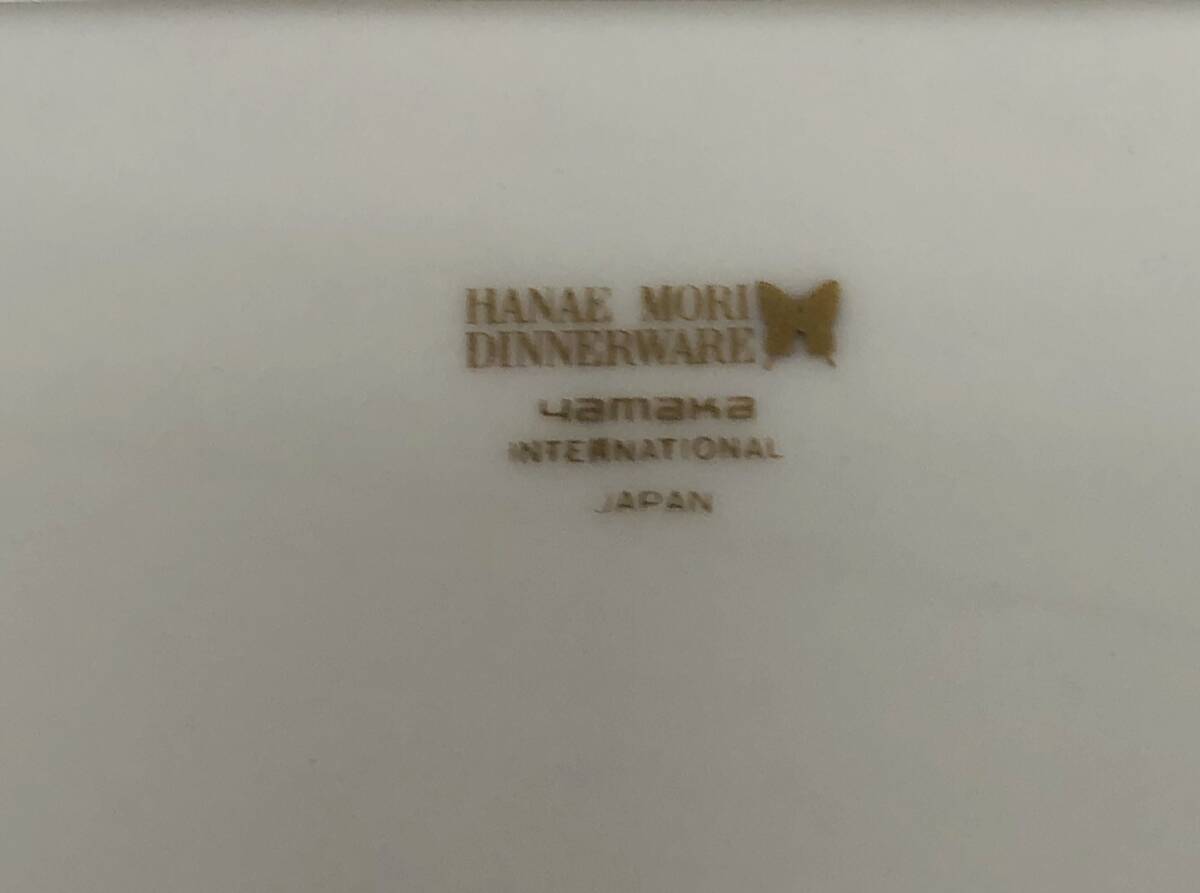 HANAE MORI
DINNERWARE
yamaka
INTERNATIONAL
JAPAN